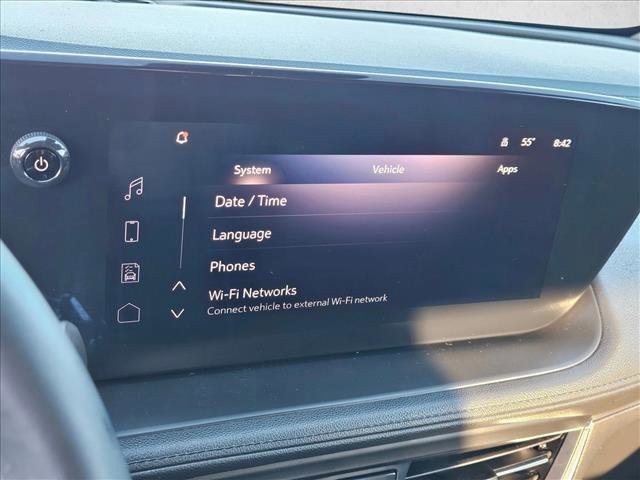 55° 8:42
System Vehicle Apps
Date / Time
Language
Phones
Wi-Fi Networks
Connect vehicle to external Wi-Fi network